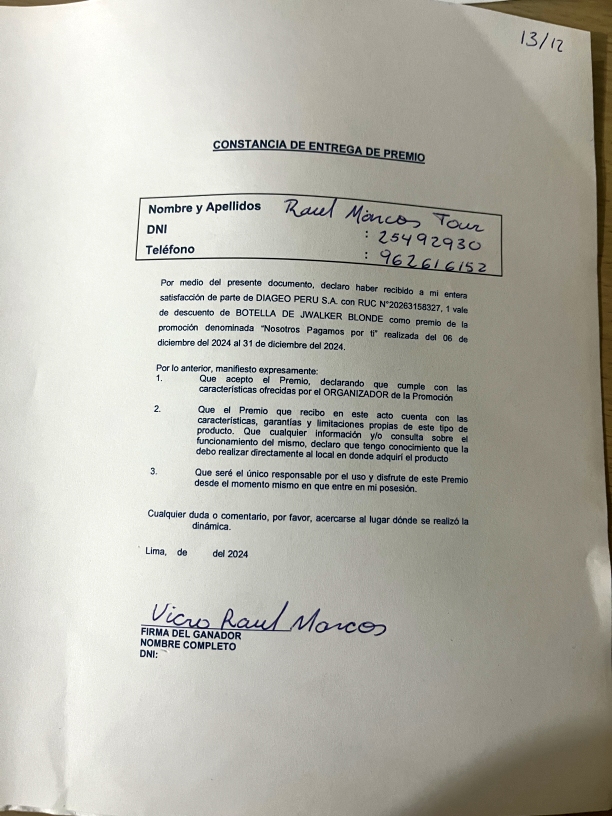 13/12
CONSTANCIA DE ENTREGA DE PREMIO
Nombre y Apellidos Raul Marcos Tour
DNI : 25492930
Teléfono : 962616152
Por medio del presente documento, declaro haber recibido a mi entera
satisfacción de parte de DIAGEO PERU S.A. con RUC N°20263158327, 1 vale
de descuento de BOTELLA DE JWALKER BLONDE como premio de la
promoción denominada "Nosotros Pagamos por ti" realizada del 06 de
diciembre del 2024 al 31 de diciembre del 2024.
Por lo anterior, manifiesto expresamente:
1. Que acepto el Premio, declarando que cumple con las
características ofrecidas por el ORGANIZADOR de la Promoción
2. Que el Premio que recibo en este acto cuenta con las
características, garantías y limitaciones propias de este tipo de
producto. Que cualquier información y/o consulta sobre el
funcionamiento del mismo, declaro que tengo conocimiento que la
debo realizar directamente al local en donde adquirí el producto
3. Que seré el único responsable por el uso y disfrute de este Premio
desde el momento mismo en que entre en mi posesión.
Cualquier duda o comentario, por favor, acercarse al lugar dónde se realizó la
dinámica.
Lima, de del 2024
Raul Marcos
FIRMA DEL GANADOR
NOMBRE COMPLETO
DNI: